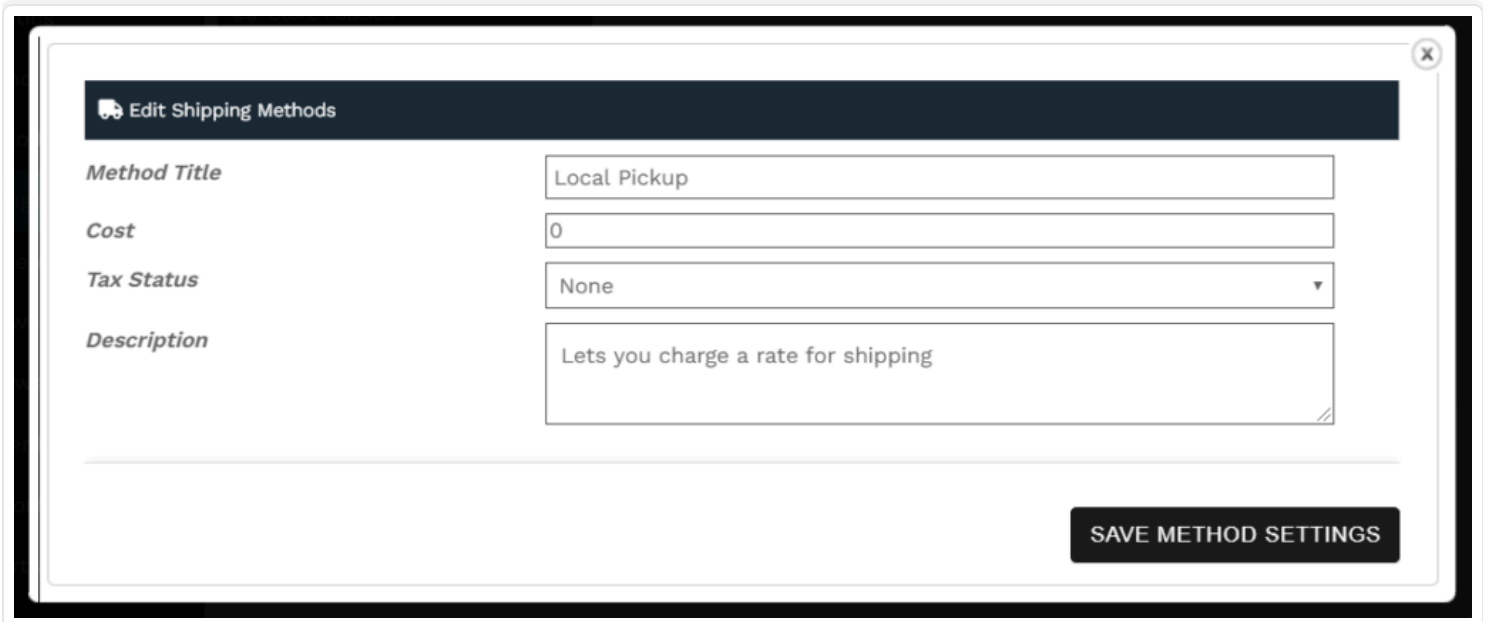 Edit Shipping Methods
X
Method Title
Local Pickup
Cost
0
Tax Status
None
Description
Lets you charge a rate for shipping
SAVE METHOD SETTINGS